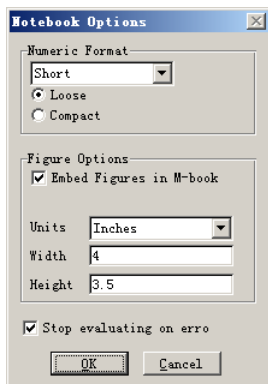 Notebook Options
Numeric Format
Short
Loose
Compact
Figure Options
Embed Figures in M-book
Units Inches
Width 4
Height 3.5
Stop evaluating on erro
OK Cancel